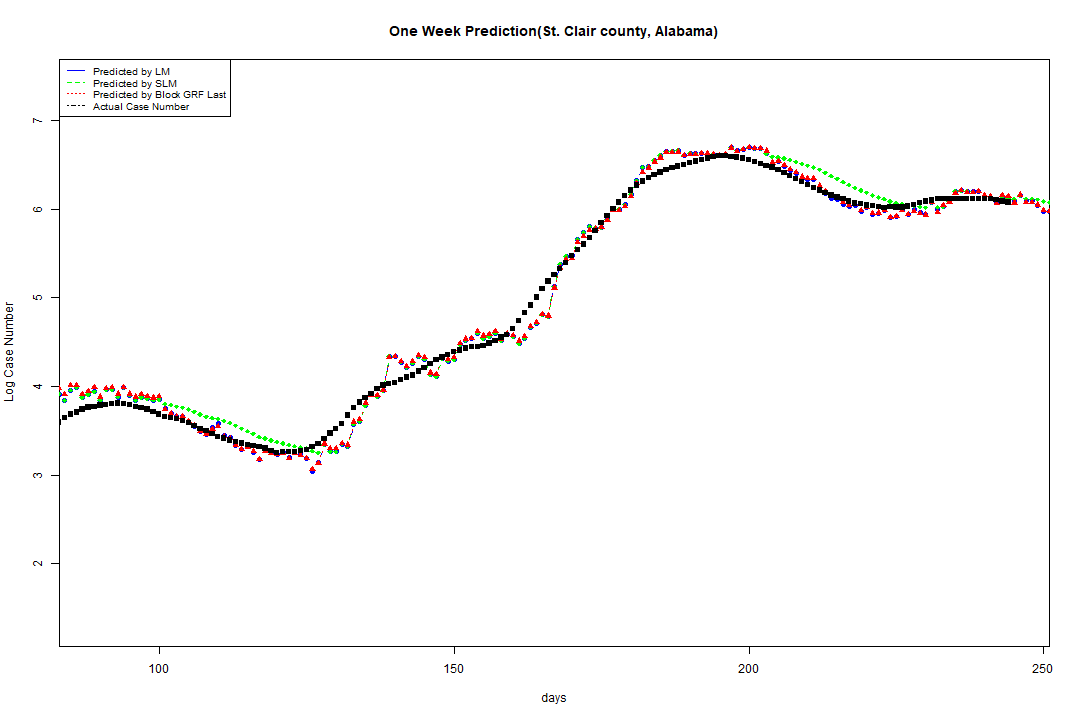 One Week Prediction(St. Clair county, Alabama)
Predicted by LM
Predicted by SLM
Predicted by Block GRF Last
Actual Case Number
7
6
5
4
3
2
Log Case Number
100
150
200
250
days